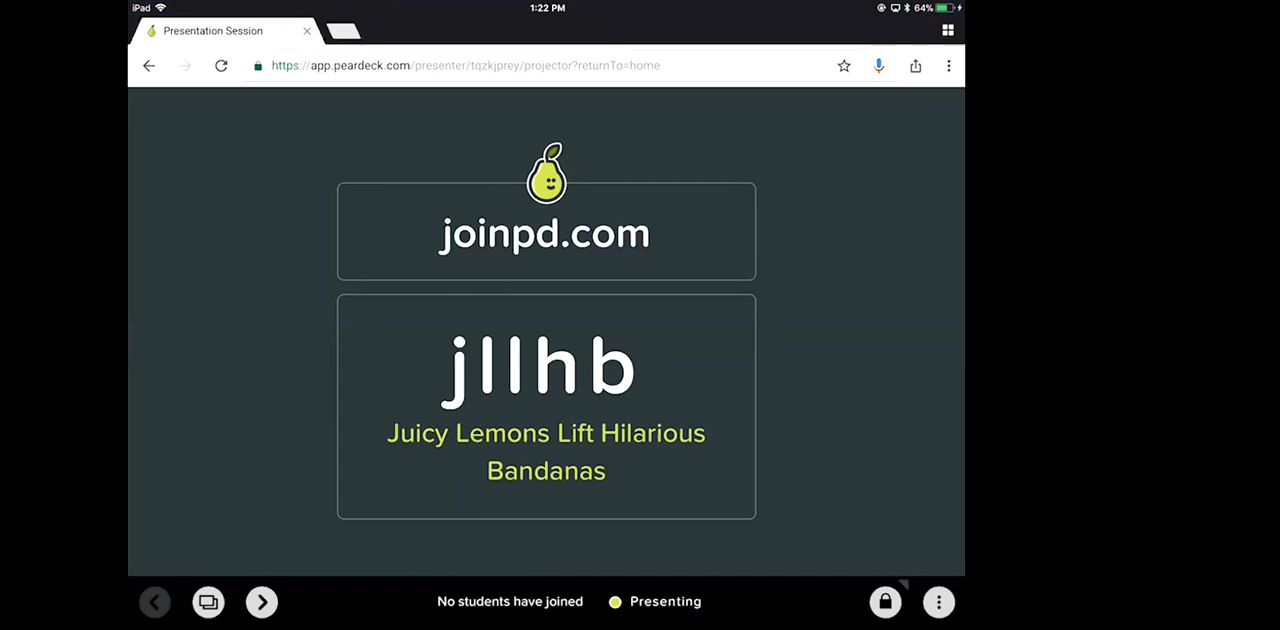 iPad
1:22 PM
64%
Presentation Session
https://app.peardeck.com/presenter/tqzkjprey/projector?returnTo=home
joinpd.com
jllhb
Juicy Lemons Lift Hilarious
Bandanas
No students have joined
Presenting